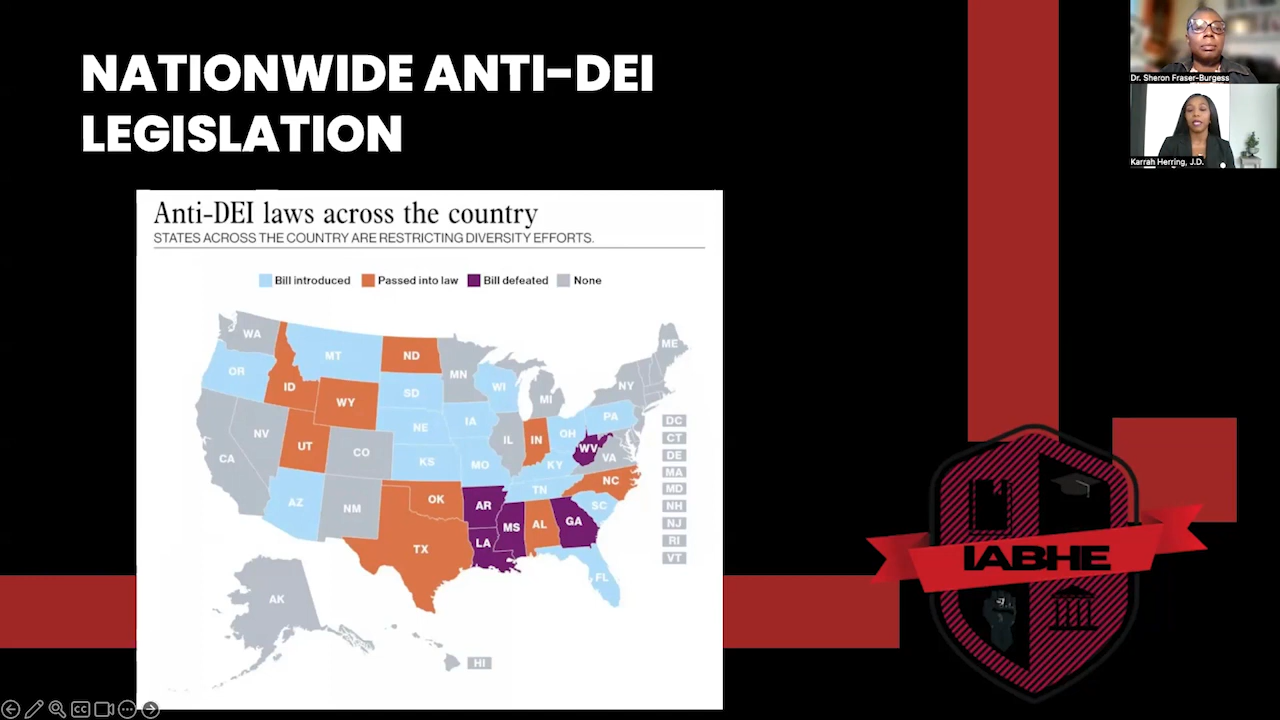 NATIONWIDE ANTI-DEI
LEGISLATION
Dr. Sheron Fraser-Burgess
Karrah Herring, J.D.
Anti-DEI laws across the country
STATES ACROSS THE COUNTRY ARE RESTRICTING DIVERSITY EFFORTS.
Bill introduced Passed into law Bill defeated None
WA
MT
ND
ME
OR
MN
ID
SD
WI
NY
WY
MI
IA
PA
NE
NV
UT
IL
IN
OH
CO
WV
VA
CA
KS
MO
KY
NC
TN
AZ
NM
OK
AR
SC
MS
AL
GA
TX
LA
FL
AK
HI
DC
CT
DE
MA
MD
NH
NJ
RI
VT
IABHE
CC